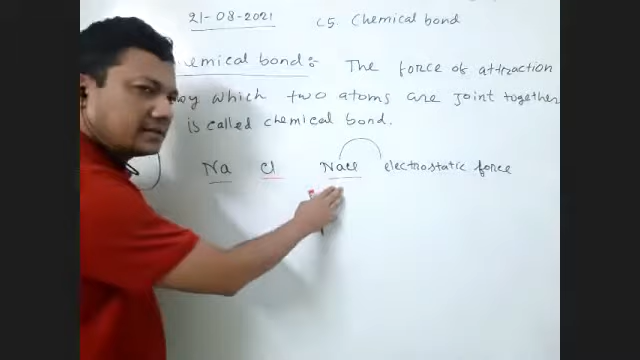 21-08-2021 C5. Chemical bond
emical bond: The force of attraction
by which two atoms are joint together
is called chemical bond.
Na Cl NaCl electrostatic force